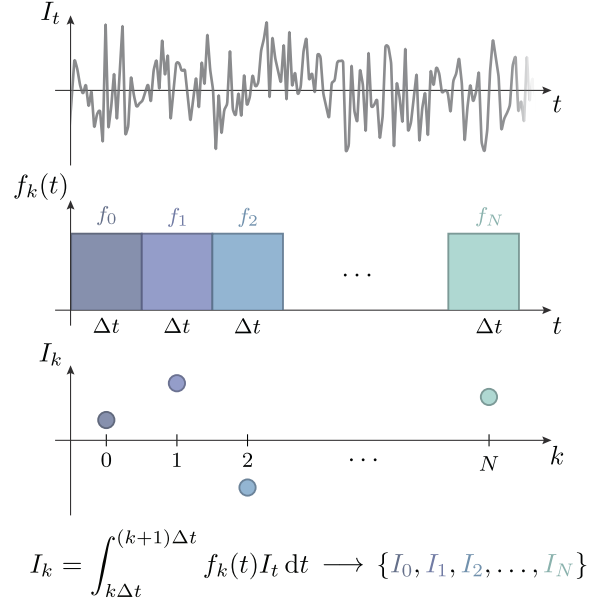 I_t
t
f_k(t)
f_0 f_1 f_2 f_N
...
Δt Δt Δt Δt t
I_k
0 1 2 ... N k
I_k = ∫_{kΔt}^{(k+1)Δt} f_k(t)I_t dt ⟶ {I_0, I_1, I_2, ..., I_N}